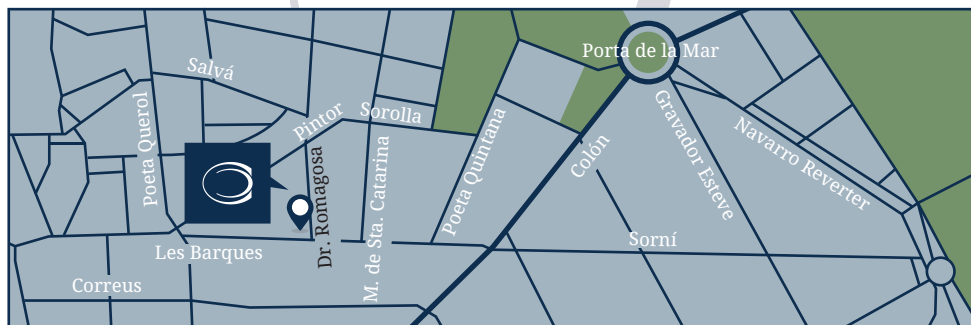 Porta de la Mar
Salvá
Poeta Querol
Pintor
Sorolla
Dr. Romagosa
M. de Sta. Catarina
Poeta Quintana
Colón
Gravador Esteve
Navarro Reverter
Les Barques
Sorní
Correus